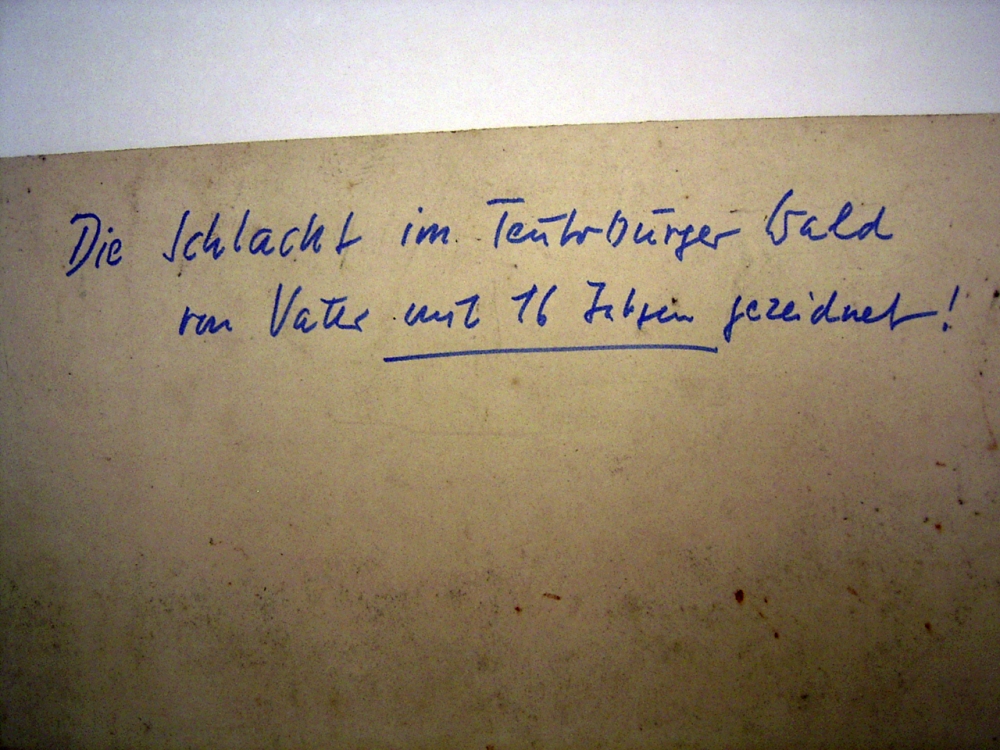 Die Schlacht im Teutoburger Wald
von Vater mit 16 Jahren gezeichnet!